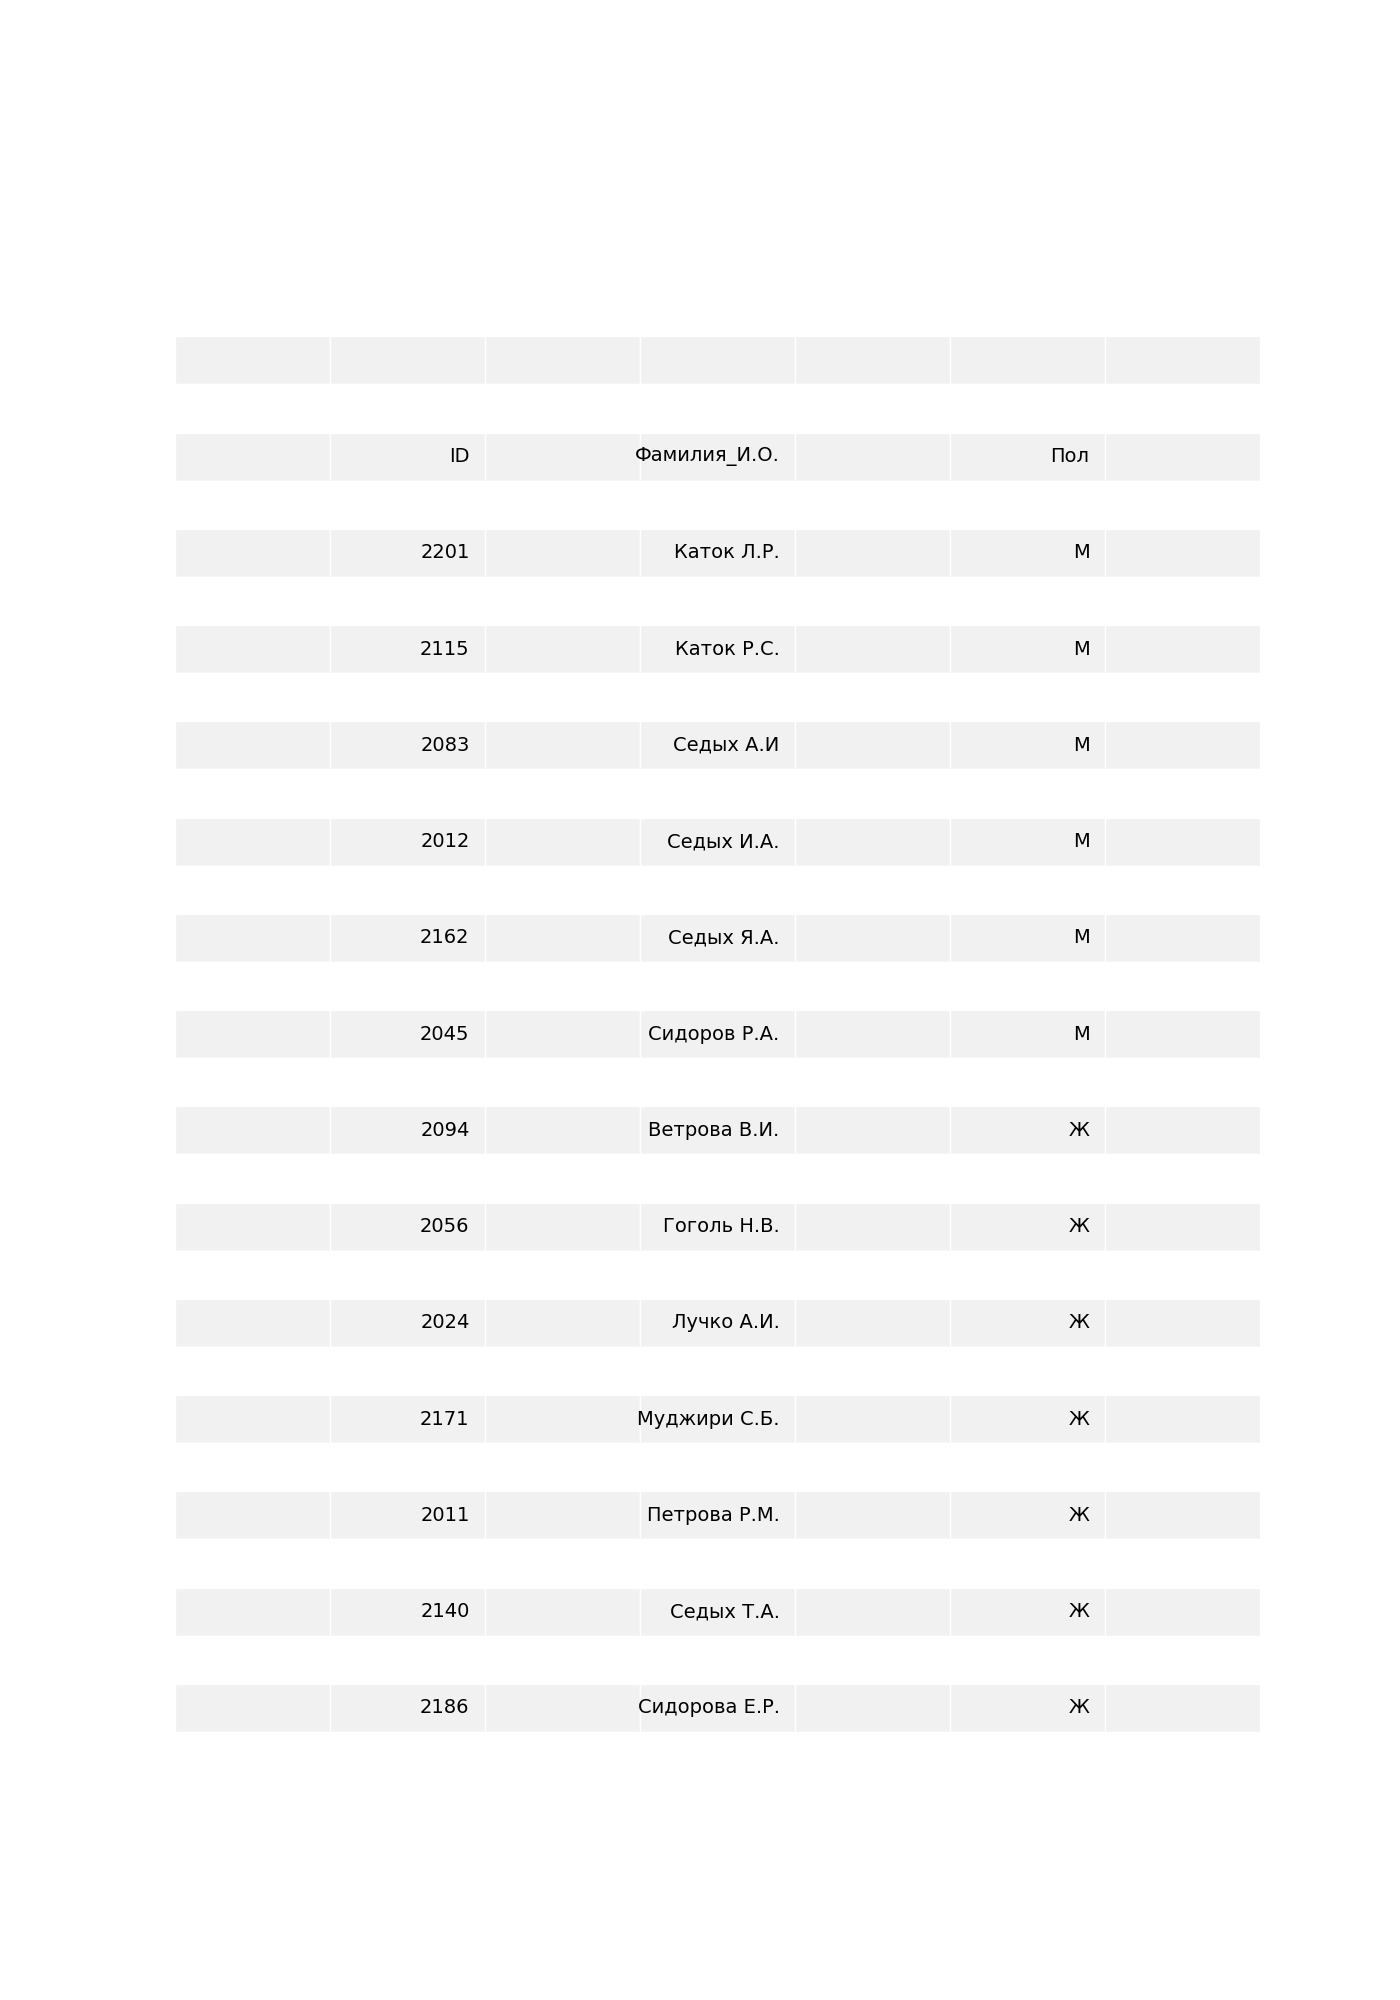 ID Фамилия_И.О. Пол
2201 Каток Л.Р. М
2115 Каток Р.С. М
2083 Седых А.И М
2012 Седых И.А. М
2162 Седых Я.А. М
2045 Сидоров Р.А. М
2094 Ветрова В.И. Ж
2056 Гоголь Н.В. Ж
2024 Лучко А.И. Ж
2171 Муджири С.Б. Ж
2011 Петрова Р.М. Ж
2140 Седых Т.А. Ж
2186 Сидорова Е.Р. Ж